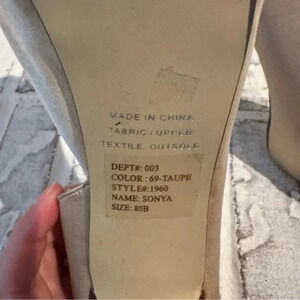 MADE IN CHINA
FABRIC/UPPER
TEXTILE OUTSOLE
DEPT#: 003
COLOR : 69-TAUPE
STYLE#:1960
NAME: SONYA
SIZE: 80B